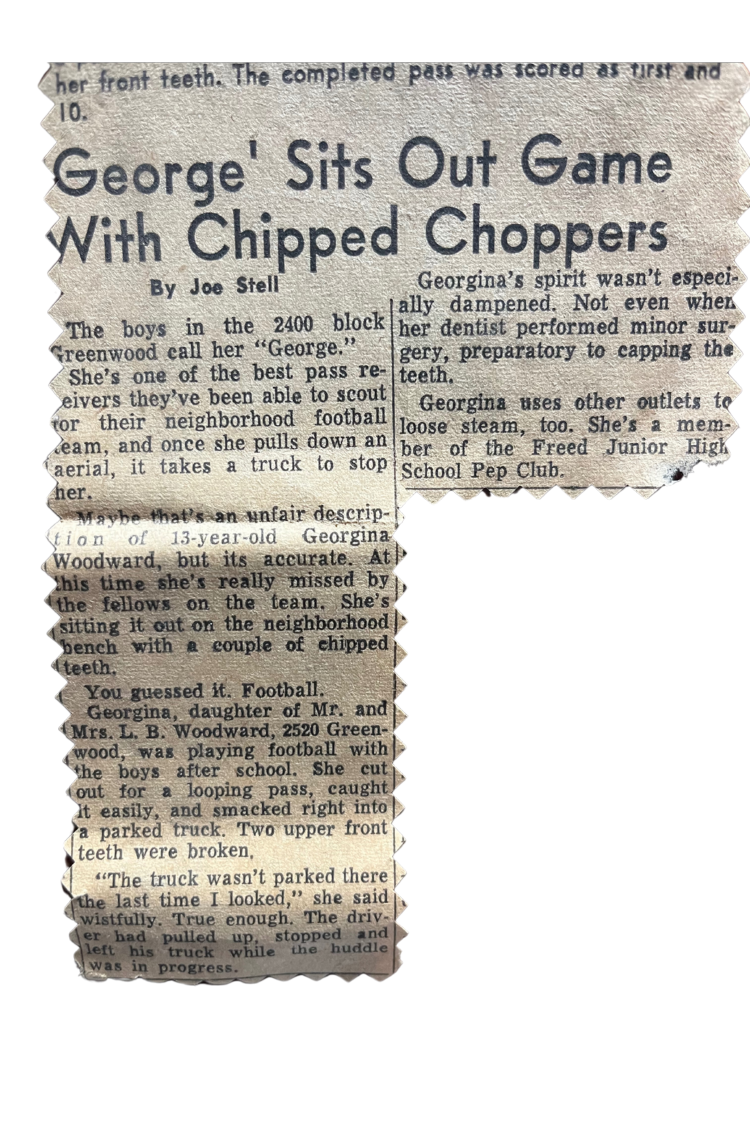 her front teeth. The completed pass was scored as first and
10.
George' Sits Out Game
With Chipped Choppers
By Joe Stell
The boys in the 2400 block
Greenwood call her “George.”
She's one of the best pass re-
eivers they've been able to scout
or their neighborhood football
eam, and once she pulls down an
aerial, it takes a truck to stop
her.
Maybe that's an unfair descrip-
tion of 13-year-old Georgina
Woodward, but its accurate. At
this time she's really missed by
the fellows on the team. She's
sitting it out on the neighborhood
bench with a couple of chipped
teeth.
You guessed it. Football.
Georgina, daughter of Mr. and
Mrs. L. B. Woodward, 2520 Green-
wood, was playing football with
the boys after school. She cut
out for a looping pass, caught
it easily, and smacked right into
a parked truck. Two upper front
teeth were broken.
“The truck wasn't parked there
the last time I looked,” she said
wistfully. True enough. The driv-
er had pulled up, stopped and
left his truck while the huddle
was in progress.
Georgina's spirit wasn't especi-
ally dampened. Not even when
her dentist performed minor sur-
gery, preparatory to capping the
teeth.
Georgina uses other outlets to
loose steam, too. She's a mem-
ber of the Freed Junior High
School Pep Club.